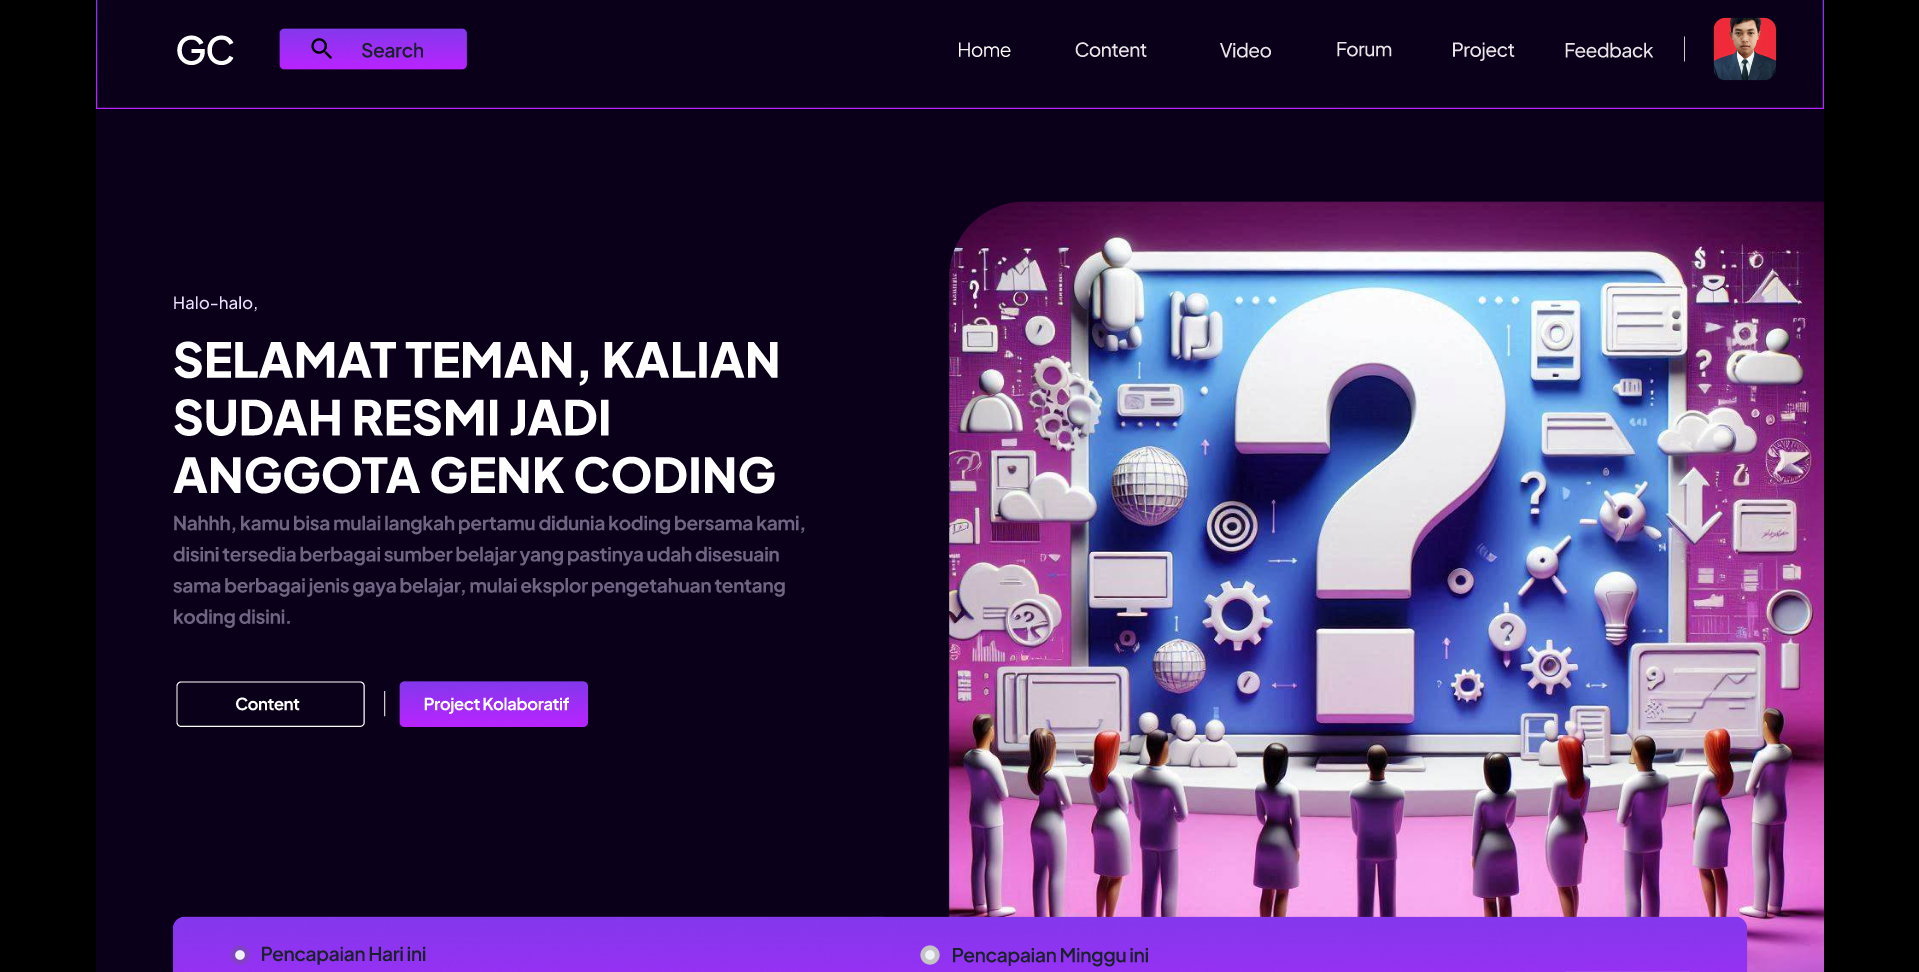 GC
Search
Home
Content
Video
Forum
Project
Feedback
Halo-halo,
SELAMAT TEMAN, KALIAN
SUDAH RESMI JADI
ANGGOTA GENK CODING
Nahhh, kamu bisa mulai langkah pertamu didunia koding bersama kami,
disini tersedia berbagai sumber belajar yang pastinya udah disesuain
sama berbagai jenis gaya belajar, mulai eksplor pengetahuan tentang
koding disini.
Content
Project Kolaboratif
?
Pencapaian Hari ini
Pencapaian Minggu ini